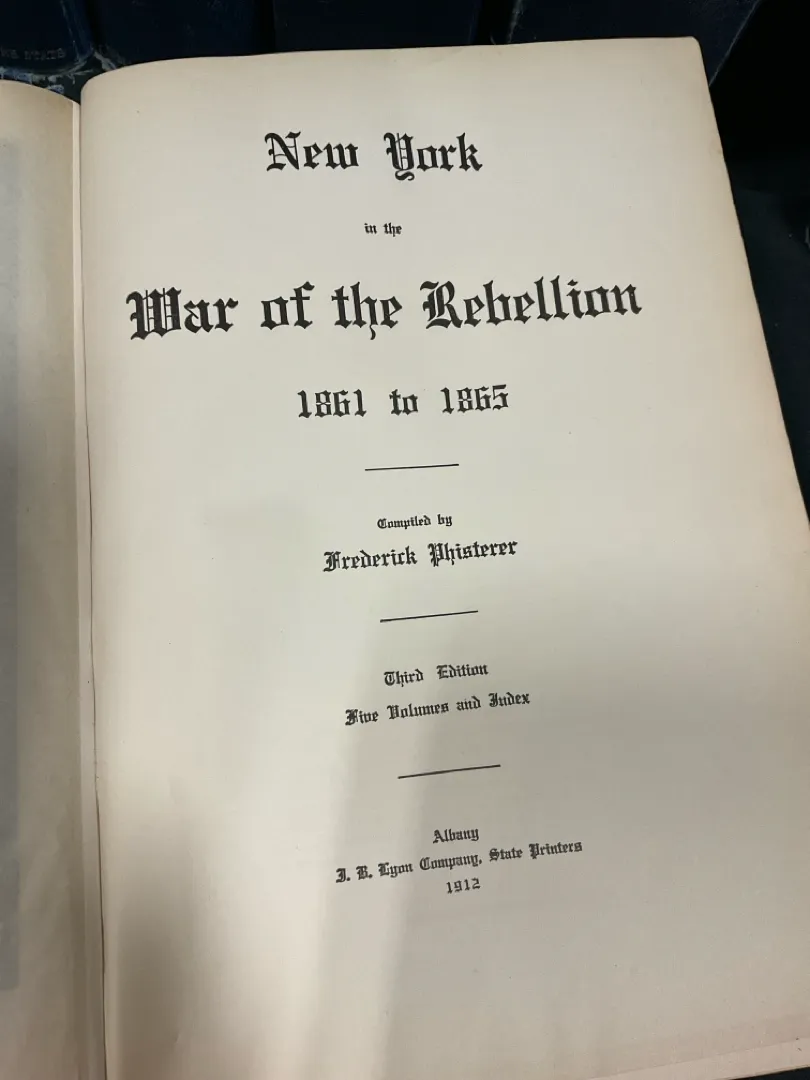 New York
in the
War of the Rebellion
1861 to 1865
Compiled by
Frederick Phisterer
Third Edition
Five Volumes and Index
Albany
J. B. Lyon Company, State Printers
1912
STATE